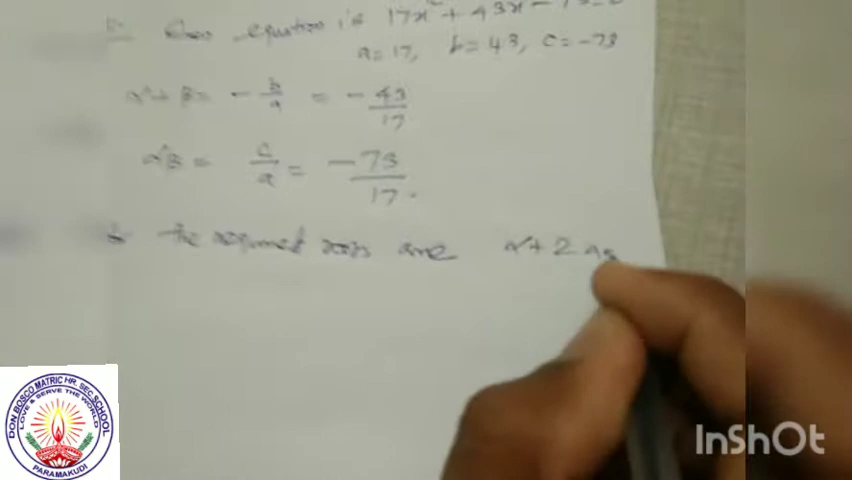 equation is 17x² + 43x - 73 = 0
a = 17, b = 43, c = -73
α + β = - b/a = - 43/17
αβ = c/a = - 73/17.
the required roots are α + 2 as
DON BOSCO MATRIC HR. SEC. SCHOOL
LOVE & SERVE THE WORLD
PARAMAKUDI
InShOt